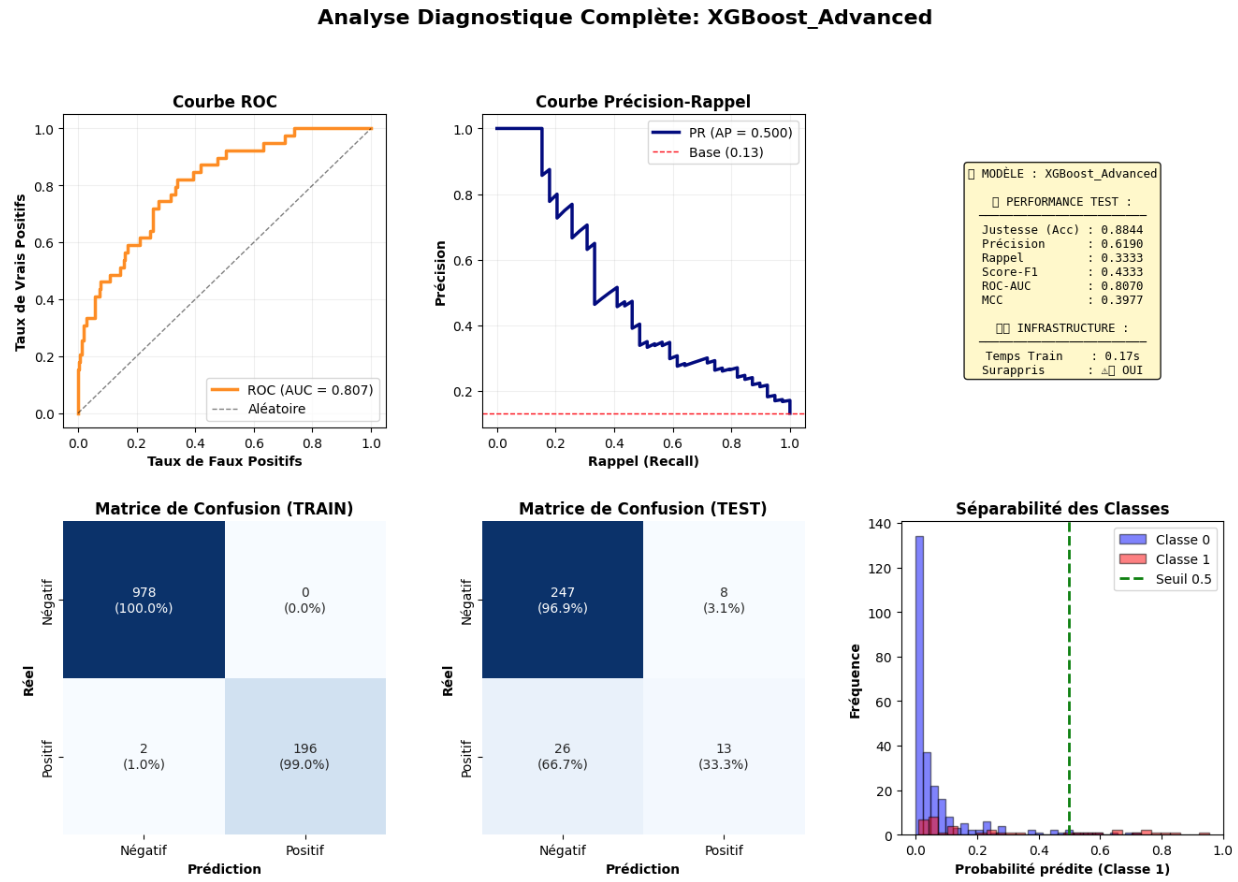 Analyse Diagnostique Complète: XGBoost_Advanced
Courbe ROC
Taux de Vrais Positifs
1.0
0.8
0.6
0.4
0.2
0.0
0.0 0.2 0.4 0.6 0.8 1.0
Taux de Faux Positifs
ROC (AUC = 0.807)
Aléatoire
Courbe Précision-Rappel
Précision
1.0
0.8
0.6
0.4
0.2
0.0 0.2 0.4 0.6 0.8 1.0
Rappel (Recall)
PR (AP = 0.500)
Base (0.13)
MODÈLE : XGBoost_Advanced
PERFORMANCE TEST :
Justesse (Acc) : 0.8844
Précision : 0.6190
Rappel : 0.3333
Score-F1 : 0.4333
ROC-AUC : 0.8070
MCC : 0.3977
INFRASTRUCTURE :
Temps Train : 0.17s
Surappris : ⚠ OUI
Matrice de Confusion (TRAIN)
Réel
Négatif
978
(100.0%)
0
(0.0%)
Positif
2
(1.0%)
196
(99.0%)
Négatif Positif
Prédiction
Matrice de Confusion (TEST)
Réel
Négatif
247
(96.9%)
8
(3.1%)
Positif
26
(66.7%)
13
(33.3%)
Négatif Positif
Prédiction
Séparabilité des Classes
Fréquence
140
120
100
80
60
40
20
0
0.0 0.2 0.4 0.6 0.8 1.0
Probabilité prédite (Classe 1)
Classe 0
Classe 1
Seuil 0.5